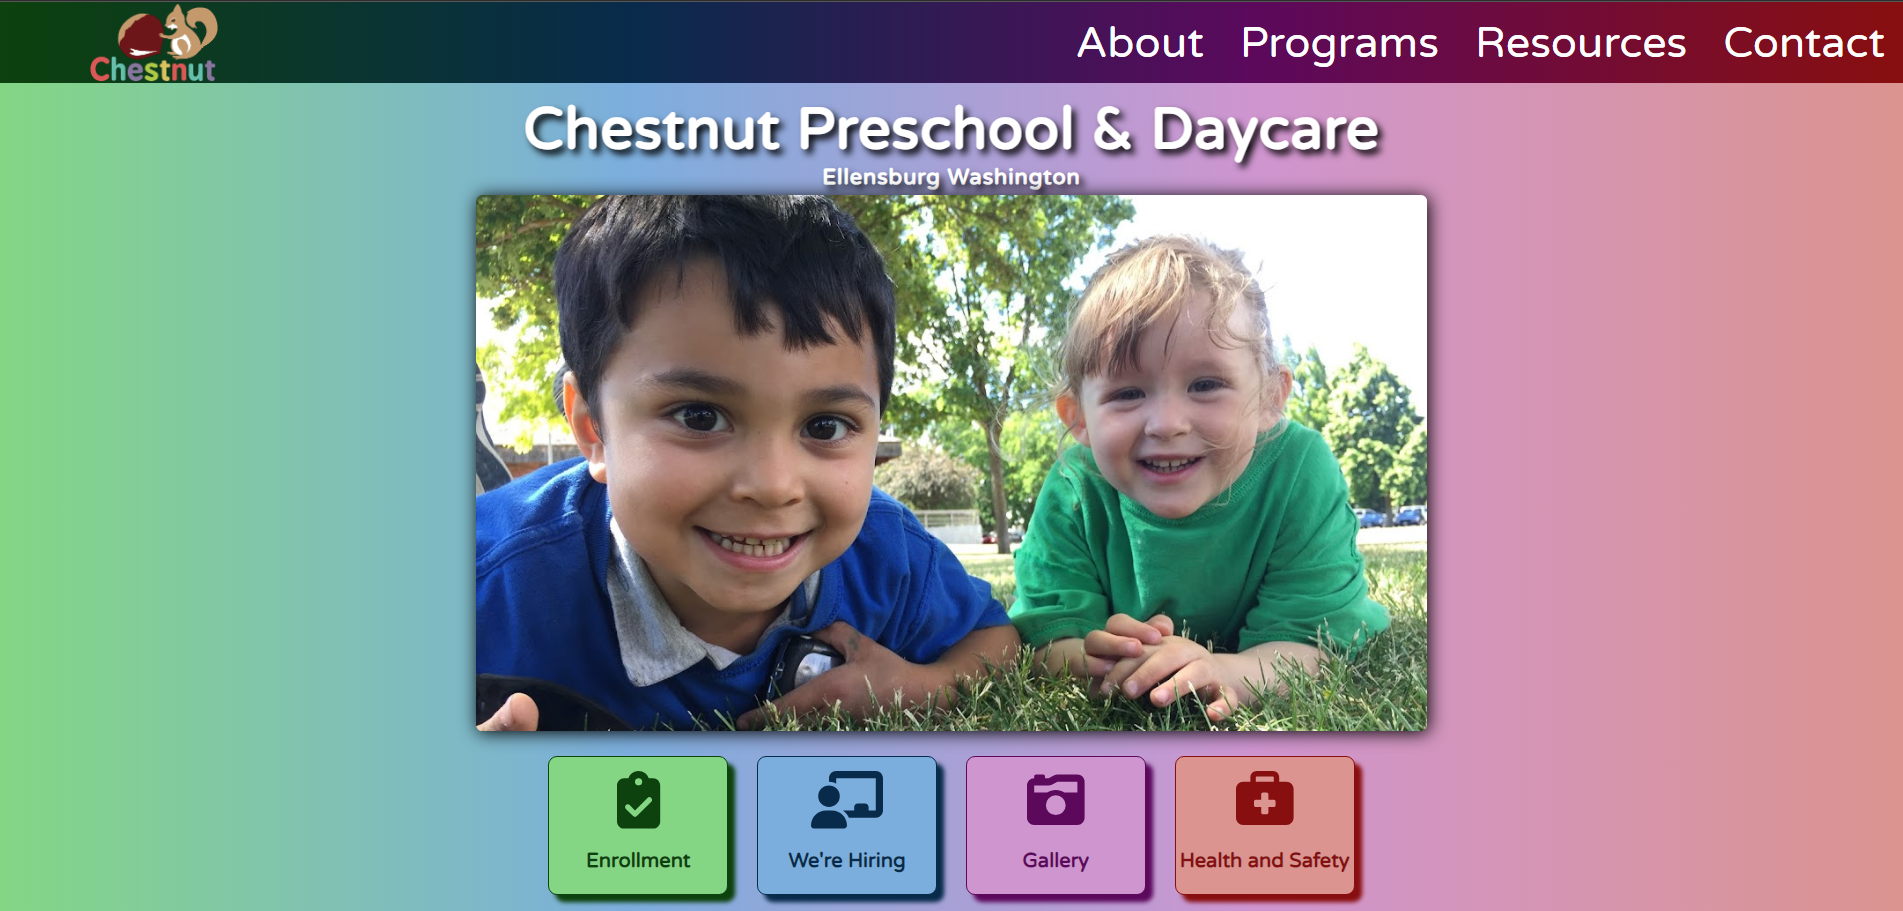 Chestnut
About Programs Resources Contact
Chestnut Preschool & Daycare
Ellensburg Washington
Enrollment
We're Hiring
Gallery
Health and Safety